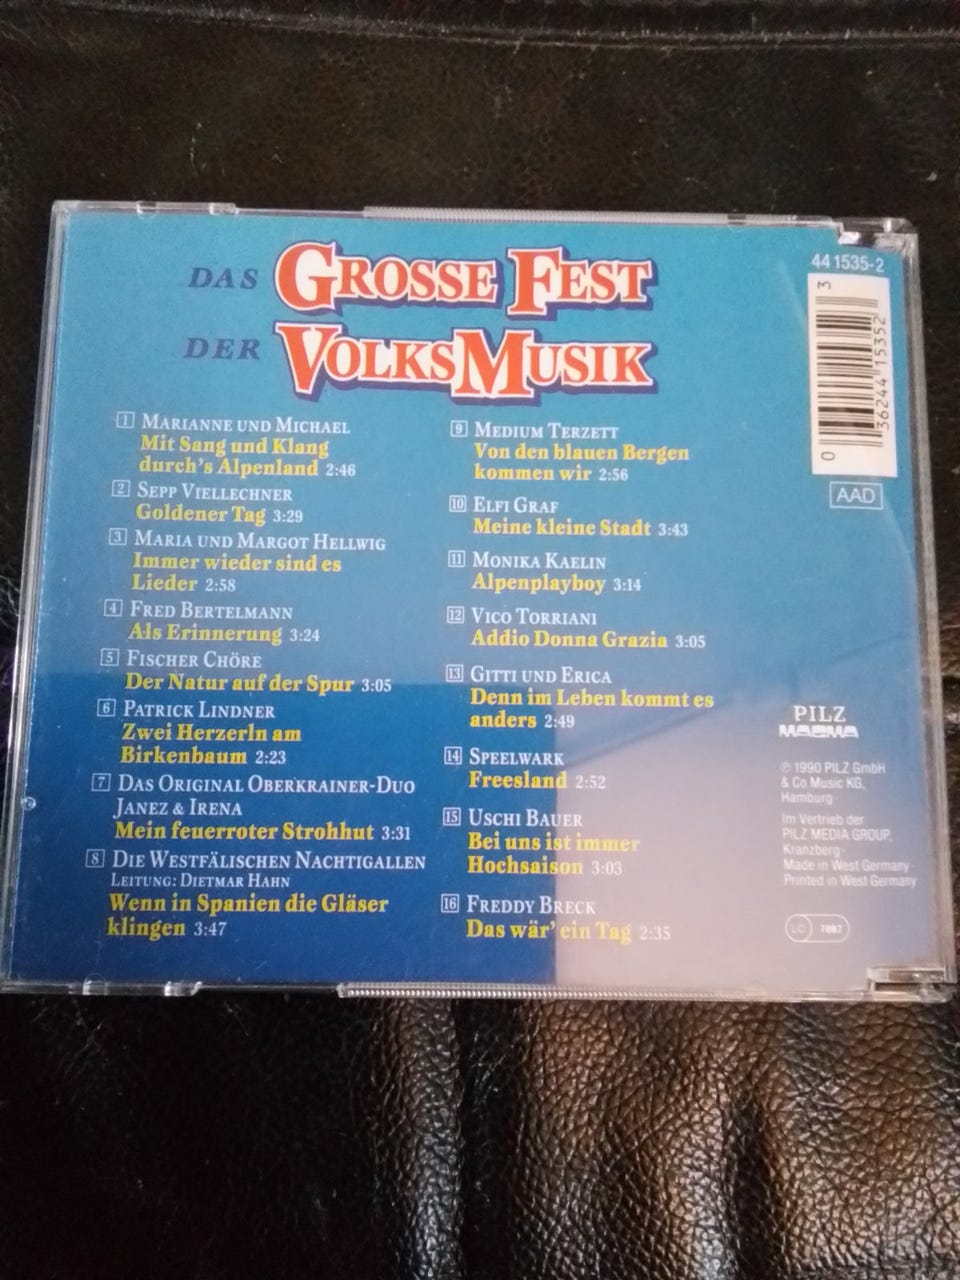 DAS GROSSE FEST
DER VOLKSMUSIK
1 MARIANNE UND MICHAEL
Mit Sang und Klang
durch's Alpenland 2:46
2 SEPP VIELLECHNER
Goldener Tag 3:29
3 MARIA UND MARGOT HELLWIG
Immer wieder sind es
Lieder 2:58
4 FRED BERTELMANN
Als Erinnerung 3:24
5 FISCHER CHÖRE
Der Natur auf der Spur 3:05
6 PATRICK LINDNER
Zwei Herzerln am
Birkenbaum 2:23
7 DAS ORIGINAL OBERKRAINER-DUO
JANEZ & IRENA
Mein feuerroter Strohhut 3:31
8 DIE WESTFÄLISCHEN NACHTIGALLEN
LEITUNG: DIETMAR HAHN
Wenn in Spanien die Gläser
klingen 3:47
9 MEDIUM TERZETT
Von den blauen Bergen
kommen wir 2:56
10 ELFI GRAF
Meine kleine Stadt 3:43
11 MONIKA KAELIN
Alpenplayboy 3:14
12 VICO TORRIANI
Addio Donna Grazia 3:05
13 GITTI UND ERICA
Denn im Leben kommt es
anders 2:49
14 SPEELWARK
Freesland 2:52
15 USCHI BAUER
Bei uns ist immer
Hochsaison 3:03
16 FREDDY BRECK
Das wär' ein Tag 2:35
44 1535-2
0 36244 15352 3
AAD
PILZ
MAGMA
℗ 1990 PILZ GmbH
& Co Music KG,
Hamburg ·
Im Vertrieb der
PILZ MEDIA GROUP,
Kranzberg ·
Made in West Germany ·
Printed in West Germany
LC 7887